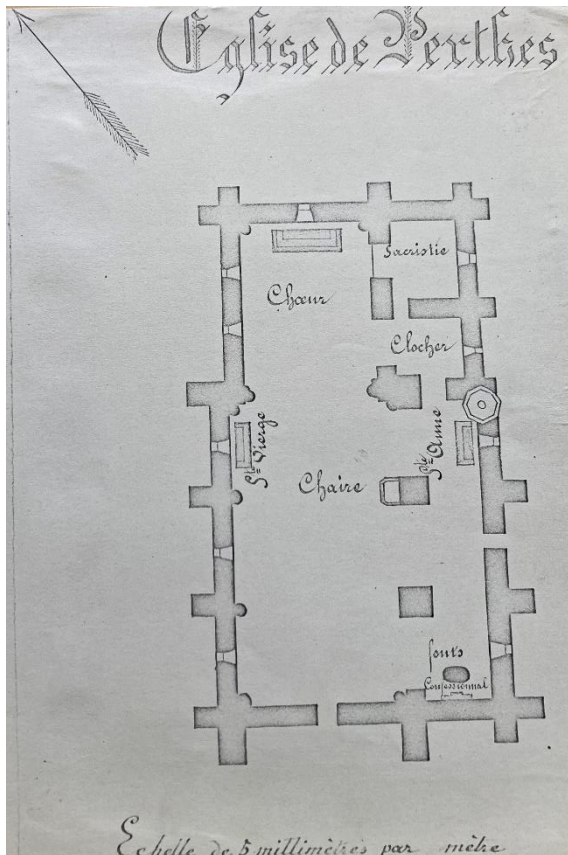 Eglise de Perthes
Sacristie
Chœur
Clocher
Ste Vierge
Ste Anne
Chaire
fonts
Confessionnal
Echelle de 5 millimètres par mètre